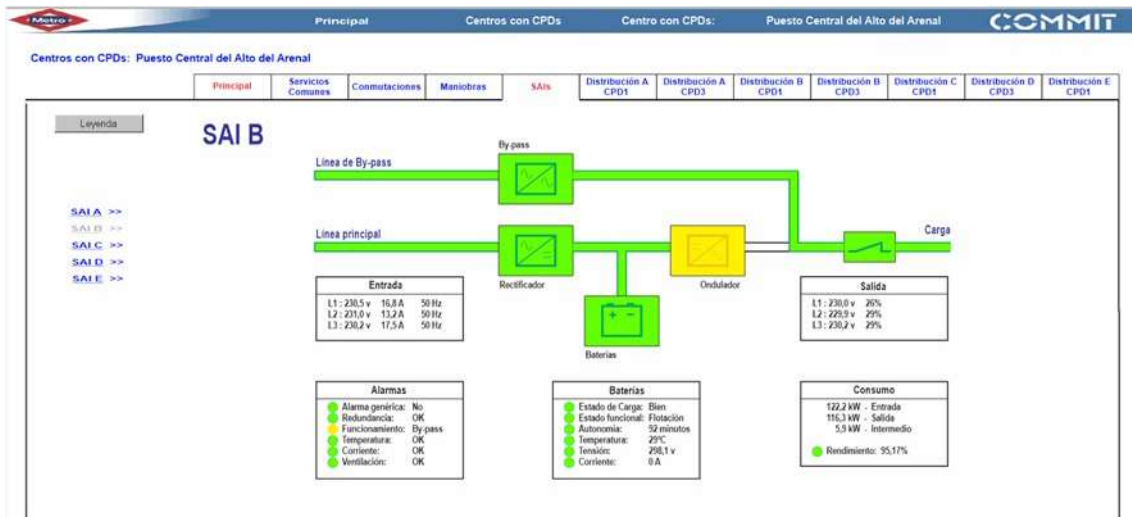 Metro
Principal Centros con CPDs Centro con CPDs: Puesto Central del Alto del Arenal COMMIT
Centros con CPDs: Puesto Central del Alto del Arenal
Principal
Servicios Comunes
Conmutaciones
Maniobras
SAIs
Distribución A CPD1
Distribución A CPD3
Distribución B CPD1
Distribución B CPD3
Distribución C CPD1
Distribución D CPD3
Distribución E CPD1
Leyenda
SAI B
SAI A >>
SAI B >>
SAI C >>
SAI D >>
SAI E >>
By-pass
Línea de By-pass
Línea principal
Carga
Rectificador
Ondulador
Baterías
Entrada
L1 : 230,5 v 16,8 A 50 Hz
L2 : 231,0 v 13,2 A 50 Hz
L3 : 230,2 v 17,5 A 50 Hz
Salida
L1 : 230,0 v 26%
L2 : 229,9 v 29%
L3 : 230,2 v 29%
Alarmas
Alarma genérica: No
Redundancia: OK
Funcionamiento: By-pass
Temperatura: OK
Corriente: OK
Ventilación: OK
Baterías
Estado de Carga: Bien
Estado funcional: Flotación
Autonomía: 92 minutos
Temperatura: 29ºC
Tensión: 298,1 v
Corriente: 0 A
Consumo
122,2 kW - Entrada
116,3 kW - Salida
5,9 kW - Intermedio
Rendimiento: 95,17%